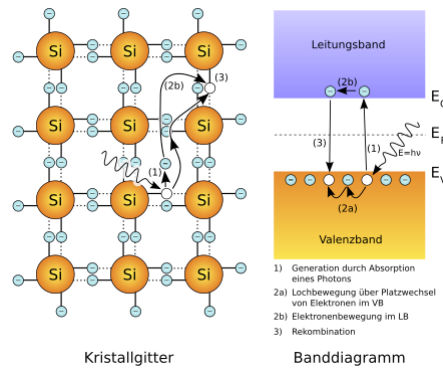 Si Si Si
(3)
(2b)
Si Si Si
(1)
Si Si Si
Si Si Si
Kristallgitter
Leitungsband
(2b)
E
(3)
(1)
E
E=hν
E
(2a)
Valenzband
1) Generation durch Absorption
eines Photons
2a) Lochbewegung über Platzwechsel
von Elektronen im VB
2b) Elektronenbewegung im LB
3) Rekombination
Banddiagramm